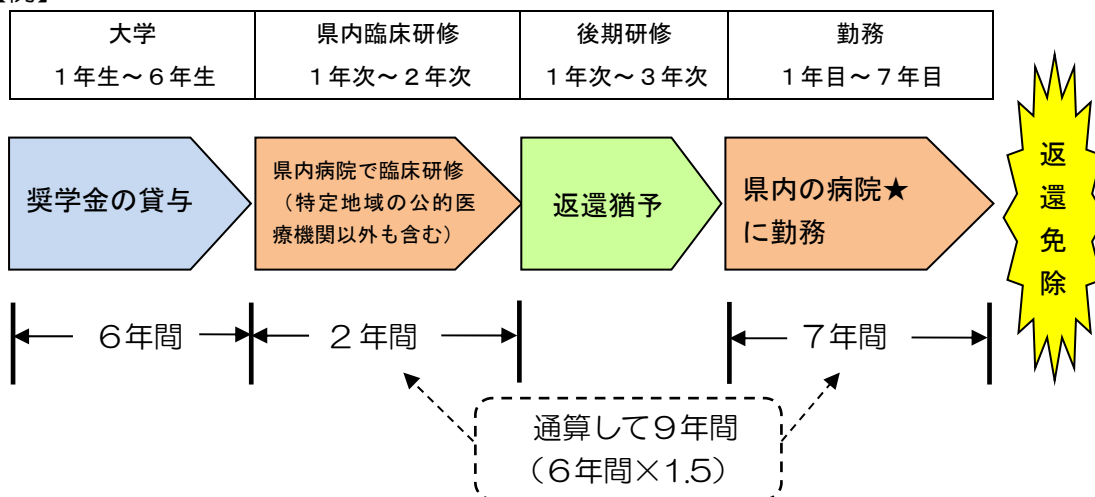 大学
1年生～6年生
県内臨床研修
1年次～2年次
後期研修
1年次～3年次
勤務
1年目～7年目
奨学金の貸与
県内病院で臨床研修
（特定地域の公的医
療機関以外も含む）
返還猶予
県内の病院★
に勤務
返
還
免
除
6年間
2年間
7年間
通算して9年間
（6年間×1.5）